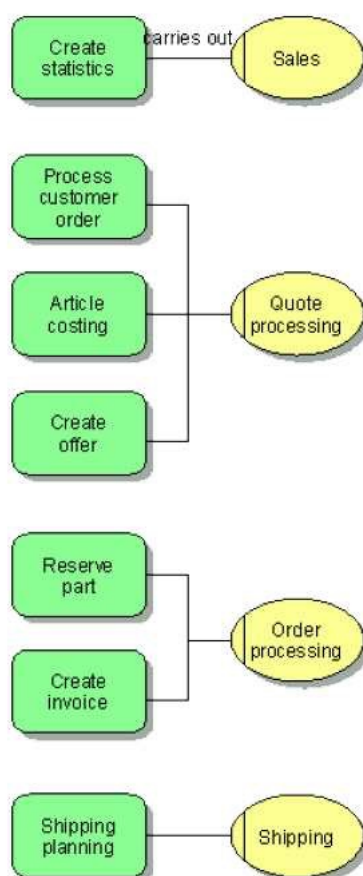 Create
statistics
carries out
Sales
Process
customer
order
Article
costing
Quote
processing
Create
offer
Reserve
part
Order
processing
Create
invoice
Shipping
planning
Shipping